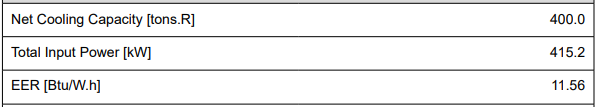 Net Cooling Capacity [tons.R] 400.0
Total Input Power [kW] 415.2
EER [Btu/W.h] 11.56